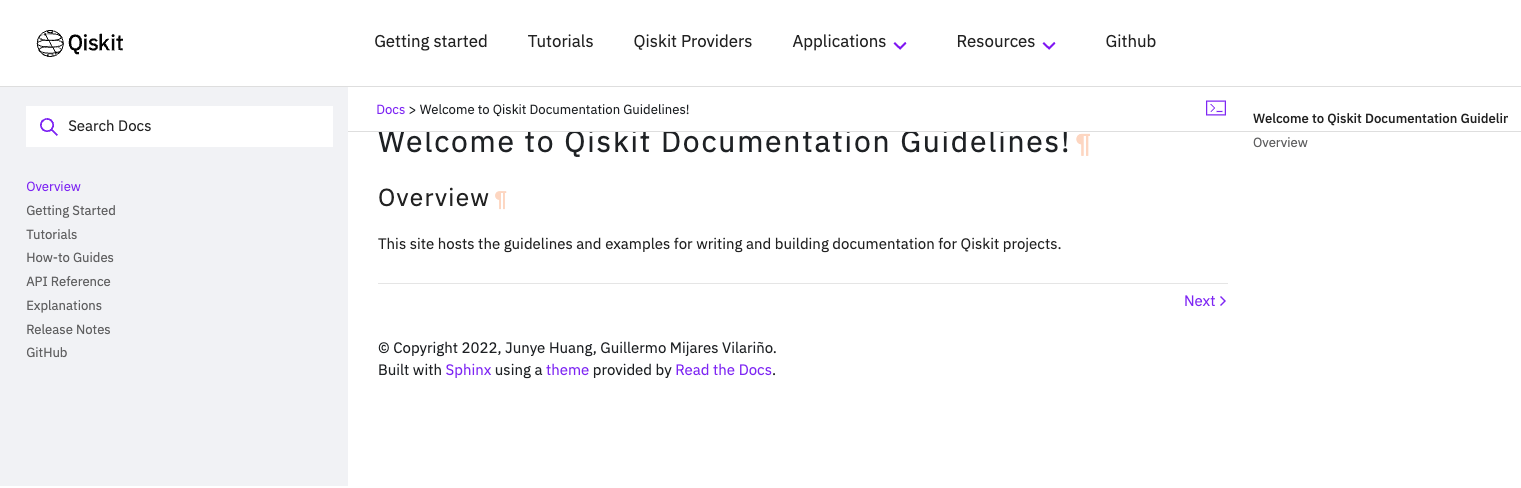 Qiskit
Getting started
Tutorials
Qiskit Providers
Applications
Resources
Github
Search Docs
Overview
Getting Started
Tutorials
How-to Guides
API Reference
Explanations
Release Notes
GitHub
Docs > Welcome to Qiskit Documentation Guidelines!
Welcome to Qiskit Documentation Guidelines! ¶
Overview ¶
This site hosts the guidelines and examples for writing and building documentation for Qiskit projects.
Next >
© Copyright 2022, Junye Huang, Guillermo Mijares Vilariño.
Built with Sphinx using a theme provided by Read the Docs.
Welcome to Qiskit Documentation Guidelin
Overview